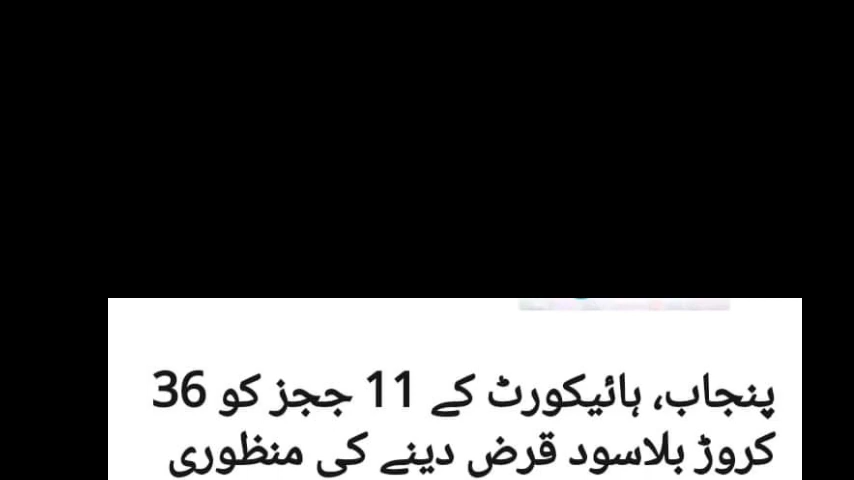 پنجاب، ہائیکورٹ کے 11 ججز کو 36
کروڑ بلاسود قرض دینے کی منظوری